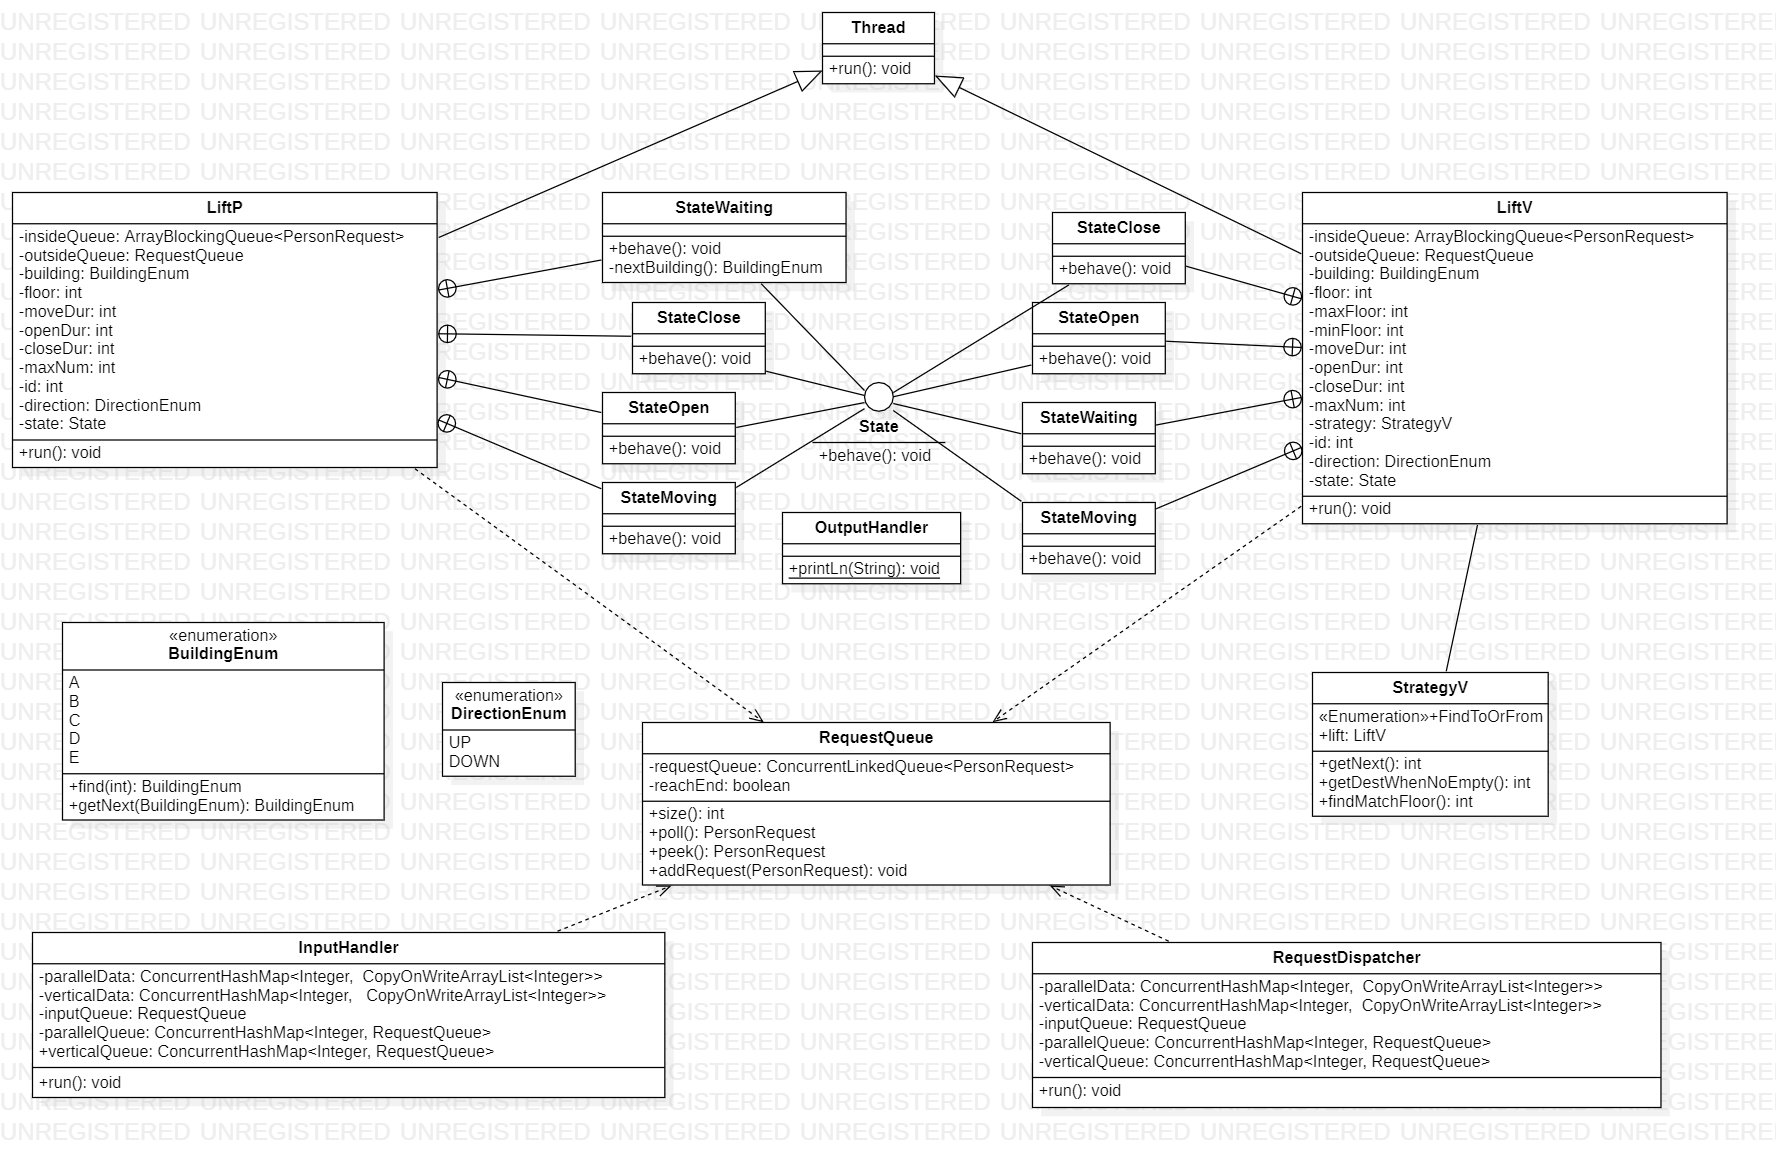 Thread
+run(): void
LiftP
-insideQueue: ArrayBlockingQueue<PersonRequest>
-outsideQueue: RequestQueue
-building: BuildingEnum
-floor: int
-moveDur: int
-openDur: int
-closeDur: int
-maxNum: int
-id: int
-direction: DirectionEnum
-state: State
+run(): void
StateWaiting
+behave(): void
-nextBuilding(): BuildingEnum
StateClose
+behave(): void
StateOpen
+behave(): void
StateMoving
+behave(): void
State
+behave(): void
OutputHandler
+printLn(String): void
StateClose
+behave(): void
StateOpen
+behave(): void
StateWaiting
+behave(): void
StateMoving
+behave(): void
LiftV
-insideQueue: ArrayBlockingQueue<PersonRequest>
-outsideQueue: RequestQueue
-building: BuildingEnum
-floor: int
-maxFloor: int
-minFloor: int
-moveDur: int
-openDur: int
-closeDur: int
-maxNum: int
-strategy: StrategyV
-id: int
-direction: DirectionEnum
-state: State
+run(): void
«enumeration»
BuildingEnum
A
B
C
D
E
+find(int): BuildingEnum
+getNext(BuildingEnum): BuildingEnum
«enumeration»
DirectionEnum
UP
DOWN
RequestQueue
-requestQueue: ConcurrentLinkedQueue<PersonRequest>
-reachEnd: boolean
+size(): int
+poll(): PersonRequest
+peek(): PersonRequest
+addRequest(PersonRequest): void
StrategyV
«Enumeration»+FindToOrFrom
+lift: LiftV
+getNext(): int
+getDestWhenNoEmpty(): int
+findMatchFloor(): int
InputHandler
-parallelData: ConcurrentHashMap<Integer, CopyOnWriteArrayList<Integer>>
-verticalData: ConcurrentHashMap<Integer, CopyOnWriteArrayList<Integer>>
-inputQueue: RequestQueue
-parallelQueue: ConcurrentHashMap<Integer, RequestQueue>
+verticalQueue: ConcurrentHashMap<Integer, RequestQueue>
+run(): void
RequestDispatcher
-parallelData: ConcurrentHashMap<Integer, CopyOnWriteArrayList<Integer>>
-verticalData: ConcurrentHashMap<Integer, CopyOnWriteArrayList<Integer>>
-inputQueue: RequestQueue
-parallelQueue: ConcurrentHashMap<Integer, RequestQueue>
-verticalQueue: ConcurrentHashMap<Integer, RequestQueue>
+run(): void
UNREGISTERED